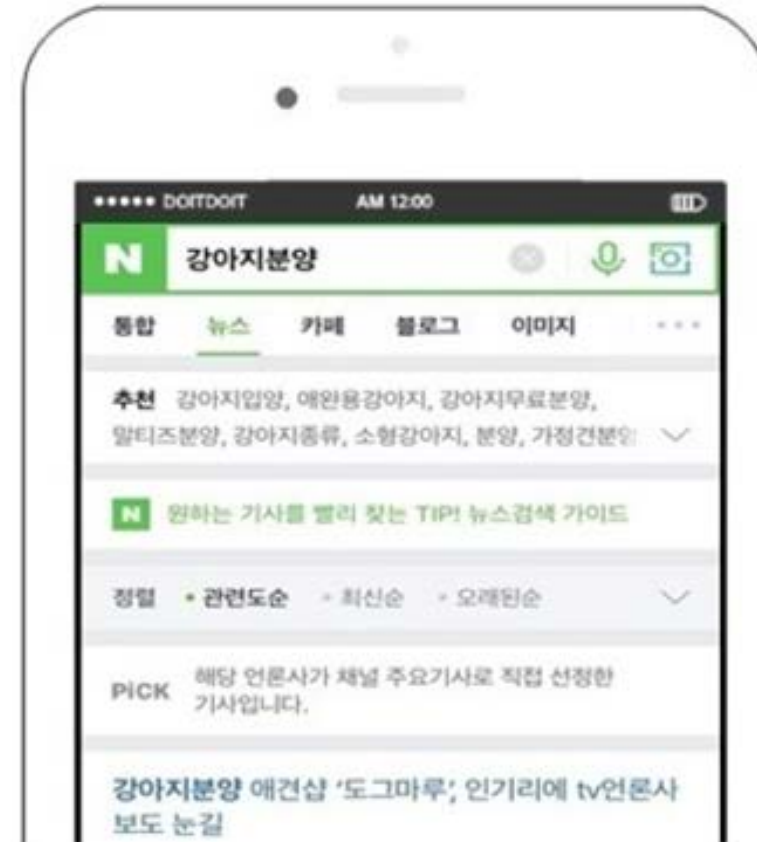 DOITDOIT AM 12:00
N 강아지분양
통합 뉴스 카페 블로그 이미지
추천 강아지입양, 애완용강아지, 강아지무료분양,
말티즈분양, 강아지종류, 소형강아지, 분양, 가정견분양
N 원하는 기사를 빨리 찾는 TIP! 뉴스검색 가이드
정렬 • 관련도순 • 최신순 • 오래된순
PiCK 해당 언론사가 채널 주요기사로 직접 선정한
기사입니다.
강아지분양 애견샵 '도그마루', 인기리에 tv언론사
보도 눈길